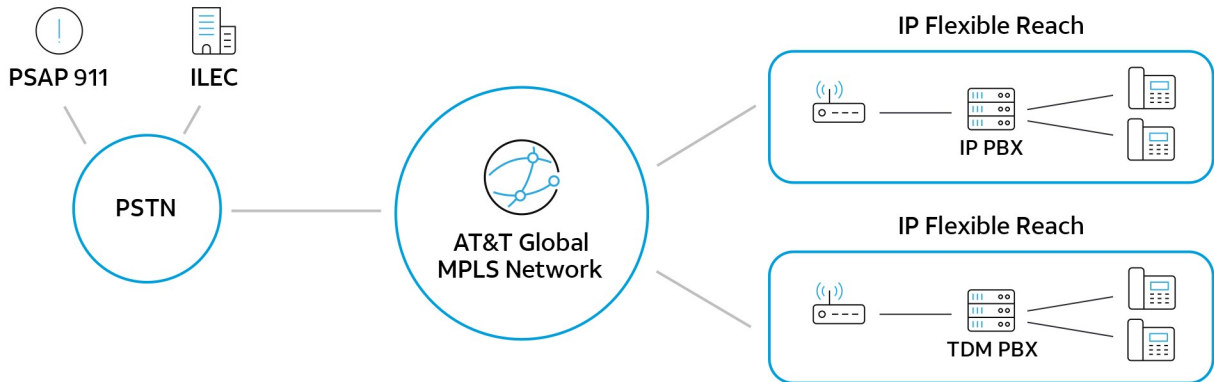 PSAP 911
ILEC
PSTN
AT&T Global
MPLS Network
IP Flexible Reach
IP PBX
IP Flexible Reach
TDM PBX